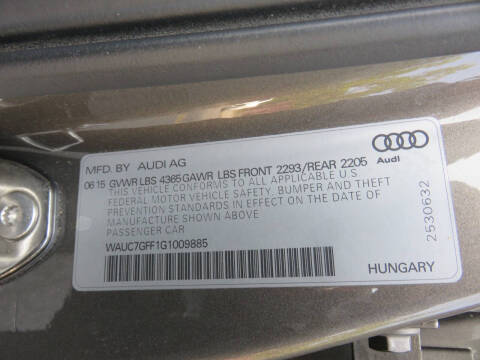 MFD. BY AUDI AG
06 15 GVWR LBS 4365 GAWR LBS FRONT 2293/REAR 2205
THIS VEHICLE CONFORMS TO ALL APPLICABLE U.S.
FEDERAL MOTOR VEHICLE SAFETY, BUMPER AND THEFT
PREVENTION STANDARDS IN EFFECT ON THE DATE OF
MANUFACTURE SHOWN ABOVE
PASSENGER CAR
WAUC7GFF1G1009885
Audi
2530632
HUNGARY